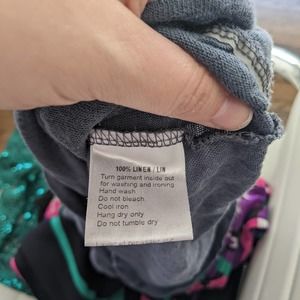 100% LINEN / LIN
Turn garment inside out
for washing and ironing
Hand wash
Do not bleach.
Cool iron
Hang dry only
Do not tumble dry